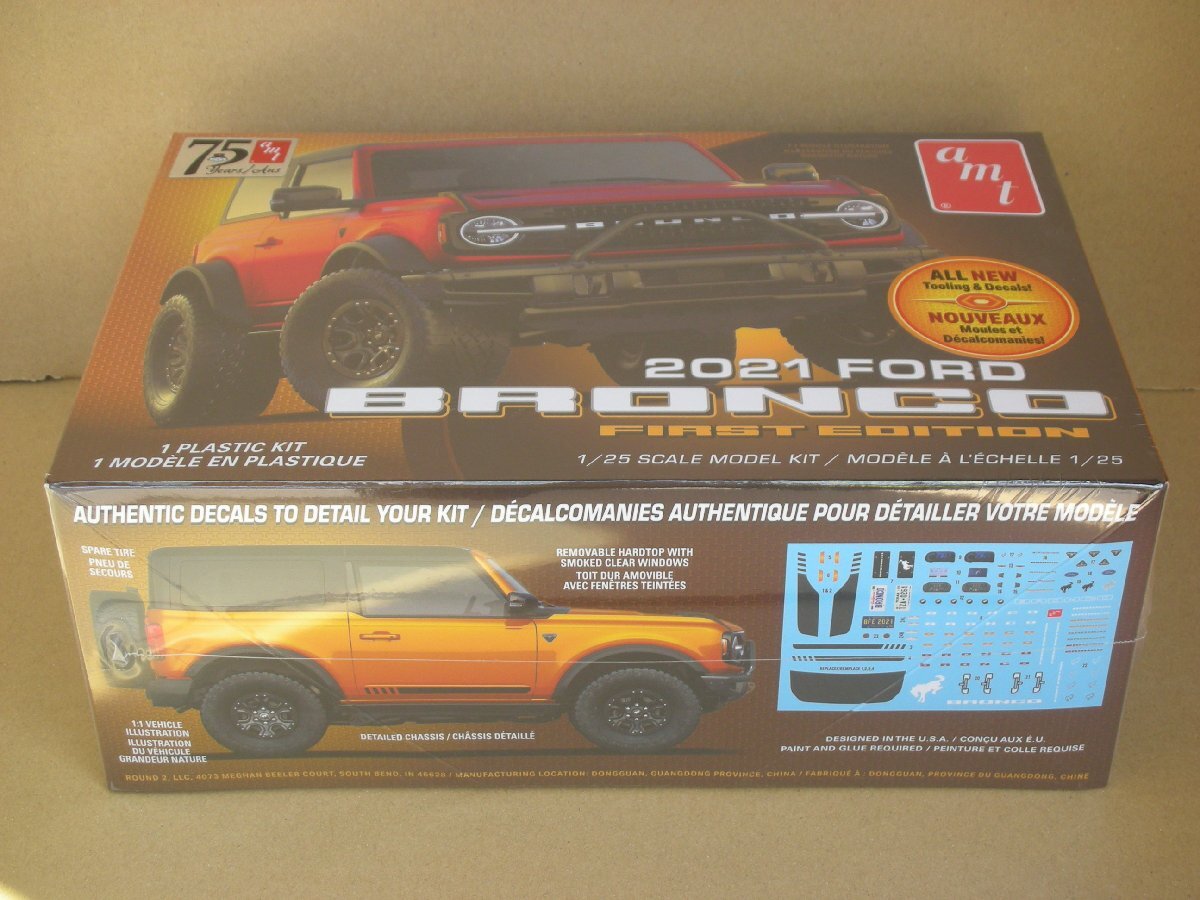 75
Years/Ans
amt
amt
®
BRONCO
ALL NEW
Tooling & Decals!
NOUVEAUX
Moules et
Décalcomanies!
2021 FORD
BRONCO
FIRST EDITION
1 PLASTIC KIT
1 MODÈLE EN PLASTIQUE
1/25 SCALE MODEL KIT / MODÈLE À L'ÉCHELLE 1/25
AUTHENTIC DECALS TO DETAIL YOUR KIT / DÉCALCOMANIES AUTHENTIQUE POUR DÉTAILLER VOTRE MODÈLE
SPARE TIRE
PNEU DE
SECOURS
REMOVABLE HARDTOP WITH
SMOKED CLEAR WINDOWS
TOIT DUR AMOVIBLE
AVEC FENÊTRES TEINTÉES
BRONCO
BFE 2021
BRONCO
1:1 VEHICLE
ILLUSTRATION
ILLUSTRATION
DU VÉHICULE
GRANDEUR NATURE
DETAILED CHASSIS / CHÂSSIS DÉTAILLÉ
DESIGNED IN THE U.S.A. / CONÇU AUX É.U.
PAINT AND GLUE REQUIRED / PEINTURE ET COLLE REQUISE
ROUND 2, LLC, 4073 MEGHAN BEELER COURT, SOUTH BEND, IN 46628 / MANUFACTURING LOCATION: DONGGUAN, GUANGDONG PROVINCE, CHINA / FABRIQUÉ À : DONGGUAN, PROVINCE DU GUANGDONG, CHINE